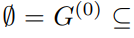 ∅ = G⁽⁰⁾ ⊆